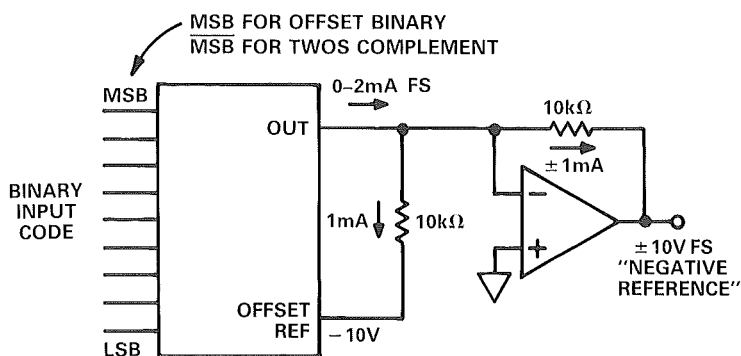 MSB FOR OFFSET BINARY
MSB FOR TWOS COMPLEMENT
MSB
0–2mA FS
10kΩ
OUT
±1mA
BINARY
INPUT
CODE
1mA
10kΩ
−
+
±10V FS
"NEGATIVE
REFERENCE"
OFFSET
REF
−10V
LSB